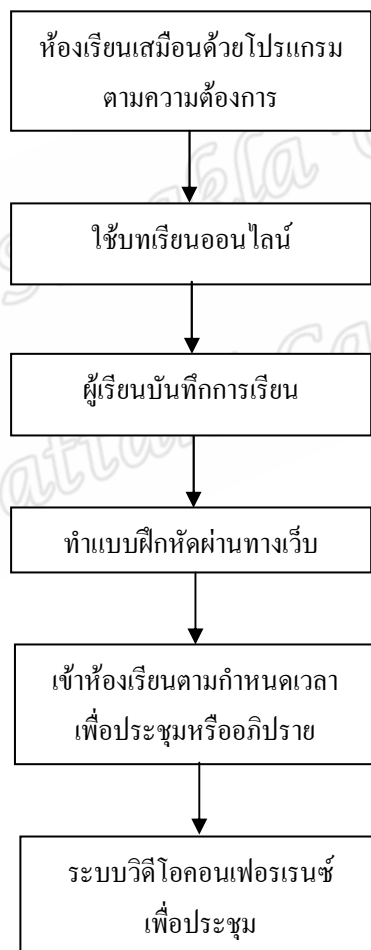 ห้องเรียนเสมือนด้วยโปรแกรม
ตามความต้องการ
ใช้บทเรียนออนไลน์
ผู้เรียนบันทึกการเรียน
ทำแบบฝึกหัดผ่านทางเว็บ
เข้าห้องเรียนตามกำหนดเวลา
เพื่อประชุมหรืออภิปราย
ระบบวิดีโอคอนเฟอรเรนซ์
เพื่อประชุม